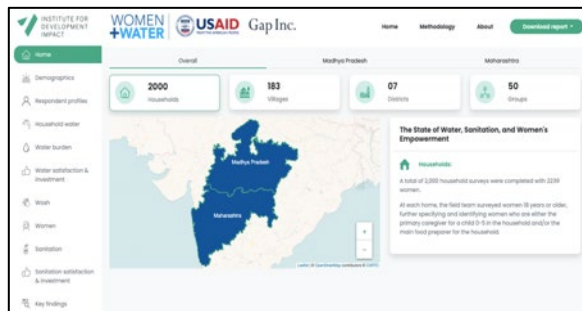 INSTITUTE FOR
DEVELOPMENT
IMPACT
WOMEN
+WATER
USAID
Gap Inc.
Home
Methodology
About
Download report
Home
Demographics
Respondent profiles
Household water
Water burden
Water satisfaction &
investment
Wash
Women
Sanitation
Sanitation satisfaction
& investment
Key findings
Overall
Madhya Pradesh
Maharashtra
2000
Households
183
Villages
07
Districts
50
Groups
Madhya Pradesh
Maharashtra
+
−
Leaflet | © OpenStreetMap contributors © CARTO
The State of Water, Sanitation, and Women's
Empowerment
Households:
A total of 2,000 household surveys were completed with 2239
women.
At each home, the field team surveyed women 18 years or older,
further specifying and identifying women who are either the
primary caregiver for a child 0-5 in the household and/or the
main food preparer for the household.